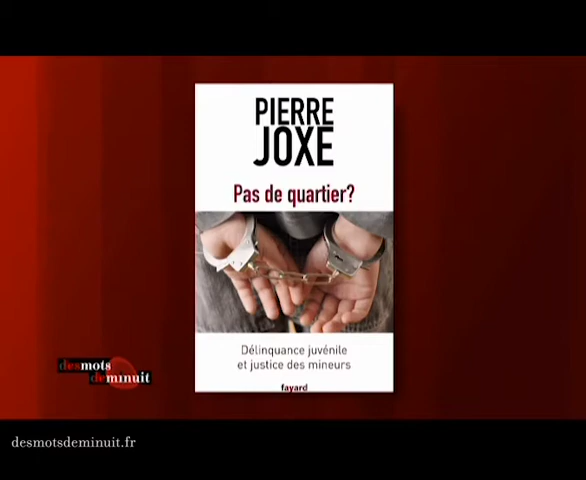 PIERRE
JOXE
Pas de quartier?
Délinquance juvénile
et justice des mineurs
fayard
desmots
deminuit
desmotsdeminuit.fr